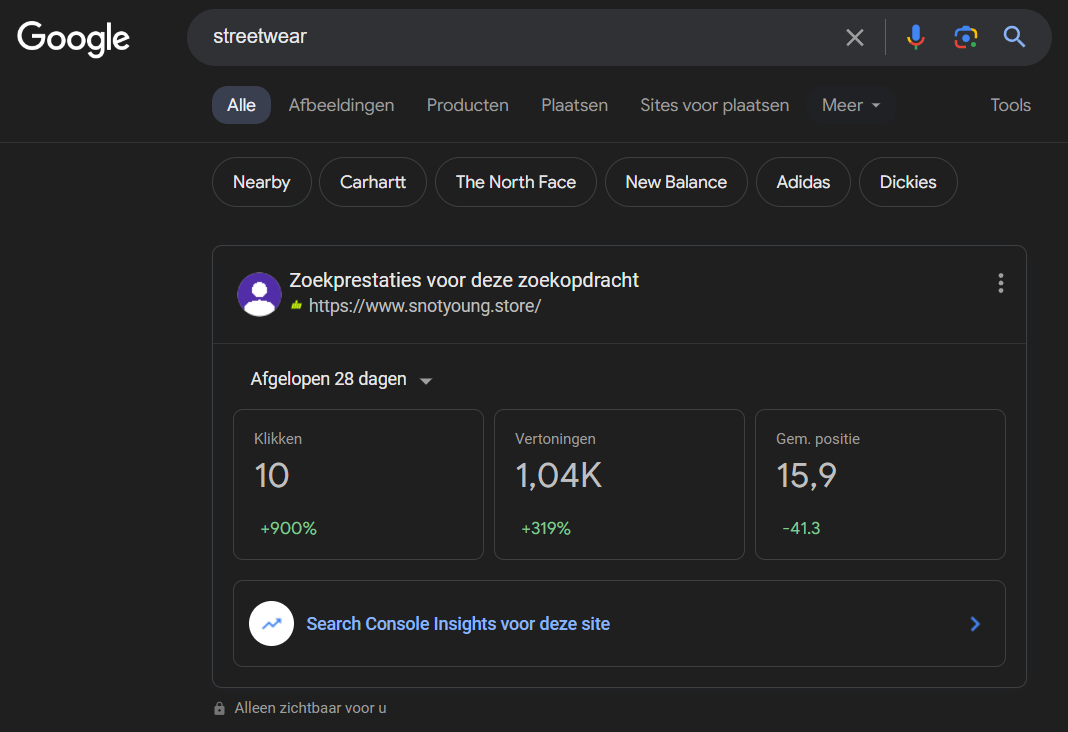 Google
streetwear
Alle Afbeeldingen Producten Plaatsen Sites voor plaatsen Meer Tools
Nearby Carhartt The North Face New Balance Adidas Dickies
Zoekprestaties voor deze zoekopdracht
https://www.snotyoung.store/
Afgelopen 28 dagen
Klikken Vertoningen Gem. positie
10 1,04K 15,9
+900% +319% -41.3
Search Console Insights voor deze site
Alleen zichtbaar voor u